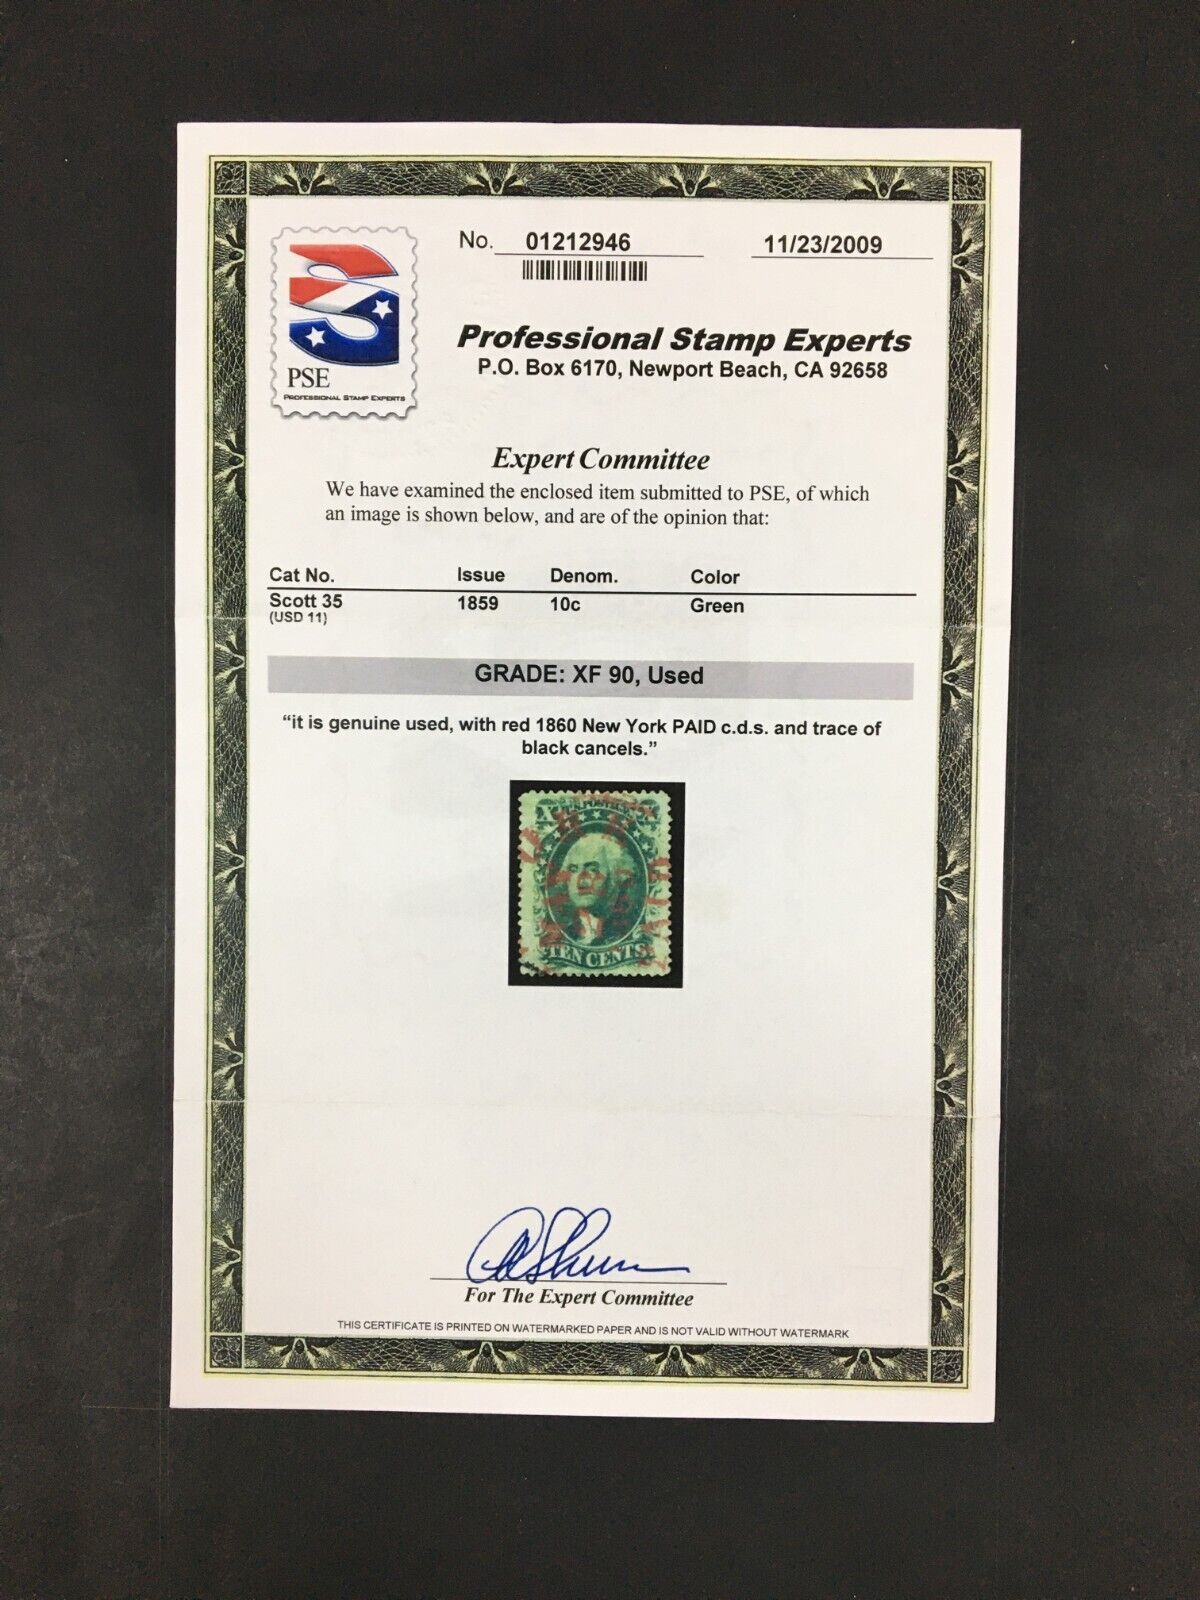 No. 01212946 11/23/2009
PSE
PROFESSIONAL STAMP EXPERTS
Professional Stamp Experts
P.O. Box 6170, Newport Beach, CA 92658
Expert Committee
We have examined the enclosed item submitted to PSE, of which
an image is shown below, and are of the opinion that:
Cat No. Issue Denom. Color
Scott 35 1859 10c Green
(USD 11)
GRADE: XF 90, Used
“it is genuine used, with red 1860 New York PAID c.d.s. and trace of
black cancels.”
TEN CENTS
For The Expert Committee
THIS CERTIFICATE IS PRINTED ON WATERMARKED PAPER AND IS NOT VALID WITHOUT WATERMARK